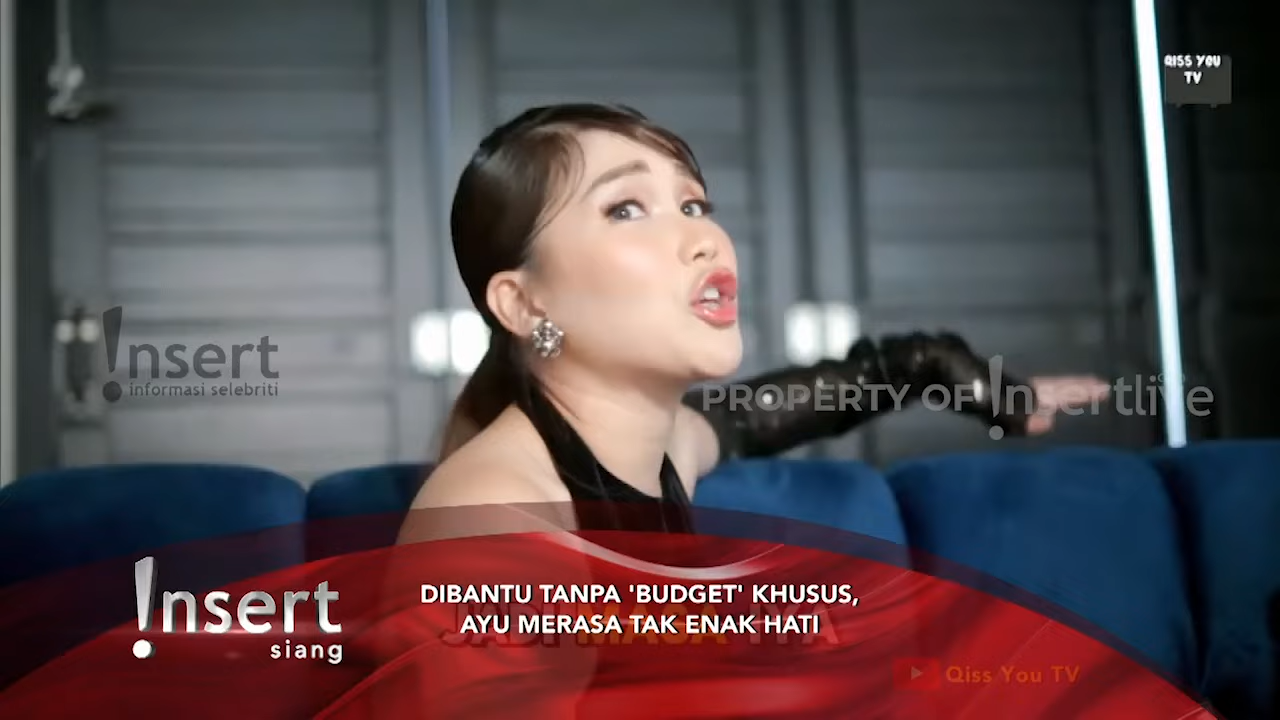 QISS YOU
TV
!nsert
informasi selebriti
PROPERTY OF !nsertlive
!nsert
siang
DIBANTU TANPA 'BUDGET' KHUSUS,
AYU MERASA TAK ENAK HATI
Qiss You TV